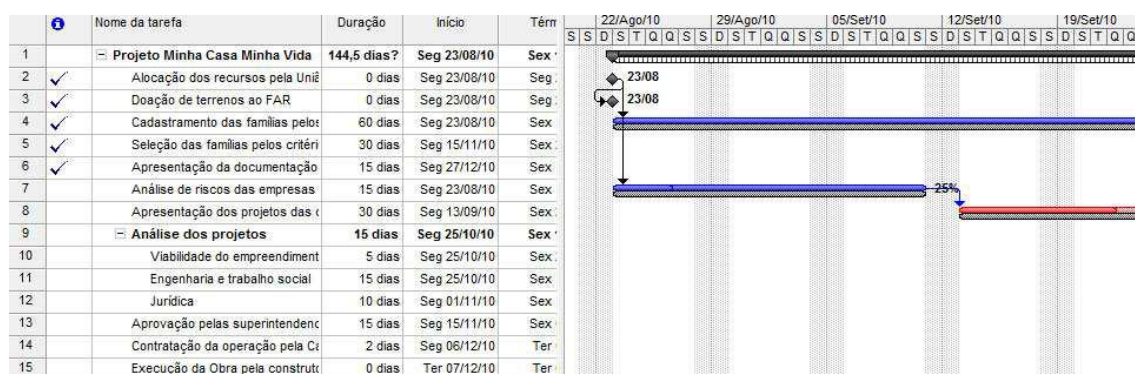 Nome da tarefa Duração Início Térn 22/Ago/10 29/Ago/10 05/Set/10 12/Set/10 19/Set/10
S S D S T Q Q S S D S T Q Q S S D S T Q Q S S D S T Q Q S S D S T Q Q
1 Projeto Minha Casa Minha Vida 144,5 dias? Seg 23/08/10 Sex
2 Alocação dos recursos pela Uniã 0 dias Seg 23/08/10 Seg 23/08
3 Doação de terrenos ao FAR 0 dias Seg 23/08/10 Seg 23/08
4 Cadastramento das famílias pelos 60 dias Seg 23/08/10 Sex
5 Seleção das famílias pelos critéri 30 dias Seg 15/11/10 Sex
6 Apresentação da documentação 15 dias Seg 27/12/10 Sex
7 Análise de riscos das empresas 15 dias Seg 23/08/10 Sex 25%
8 Apresentação dos projetos das 30 dias Seg 13/09/10 Sex
9 Análise dos projetos 15 dias Seg 25/10/10 Sex
10 Viabilidade do empreendiment 5 dias Seg 25/10/10 Sex
11 Engenharia e trabalho social 15 dias Seg 25/10/10 Sex
12 Jurídica 10 dias Seg 01/11/10 Sex
13 Aprovação pelas superintendenc 15 dias Seg 15/11/10 Sex
14 Contratação da operação pela Ca 2 dias Seg 06/12/10 Ter
15 Execução da Obra pela construto 0 dias Ter 07/12/10 Ter